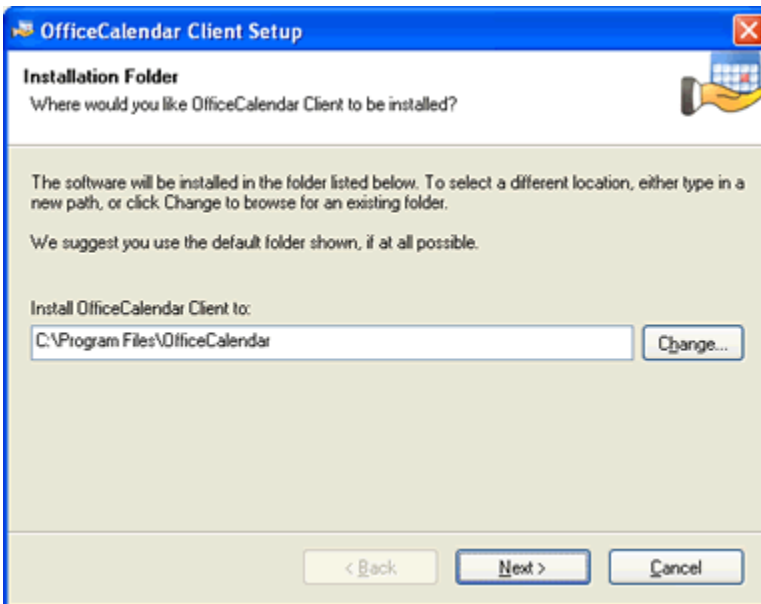 OfficeCalendar Client Setup
Installation Folder
Where would you like OfficeCalendar Client to be installed?
The software will be installed in the folder listed below. To select a different location, either type in a
new path, or click Change to browse for an existing folder.
We suggest you use the default folder shown, if at all possible.
Install OfficeCalendar Client to:
C:\Program Files\OfficeCalendar
Change...
< Back
Next >
Cancel